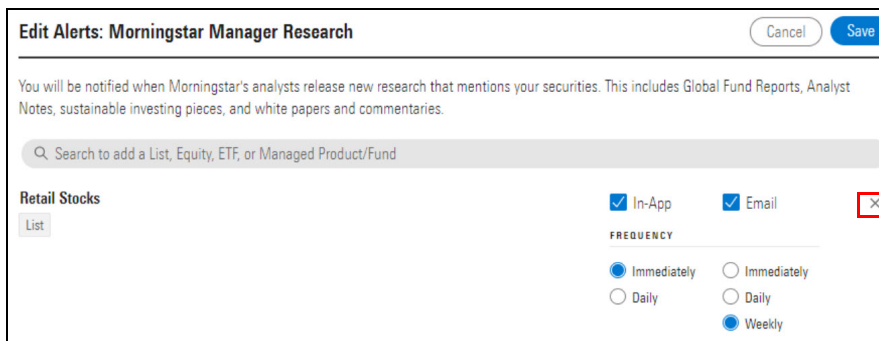 Edit Alerts: Morningstar Manager Research
Cancel
Save
You will be notified when Morningstar's analysts release new research that mentions your securities. This includes Global Fund Reports, Analyst
Notes, sustainable investing pieces, and white papers and commentaries.
Search to add a List, Equity, ETF, or Managed Product/Fund
Retail Stocks
In-App
Email
List
FREQUENCY
Immediately
Immediately
Daily
Daily
Weekly